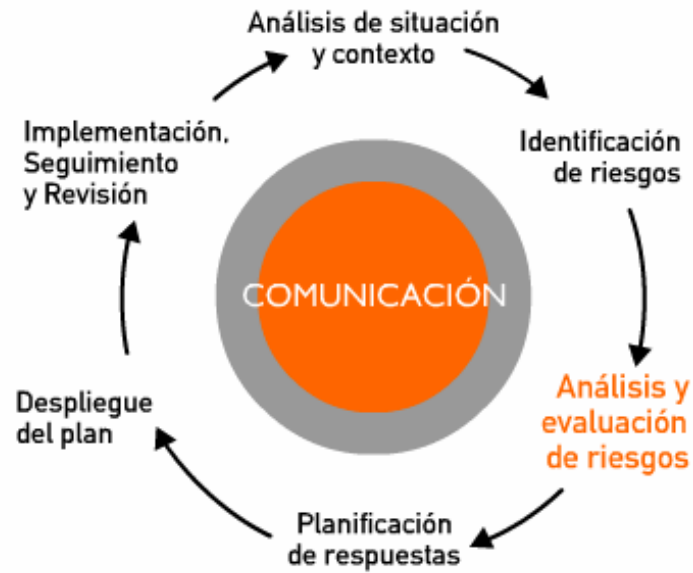 Análisis de situación
y contexto
Identificación
de riesgos
Análisis y
evaluación
de riesgos
Planificación
de respuestas
Despliegue
del plan
Implementación,
Seguimiento
y Revisión
COMUNICACIÓN